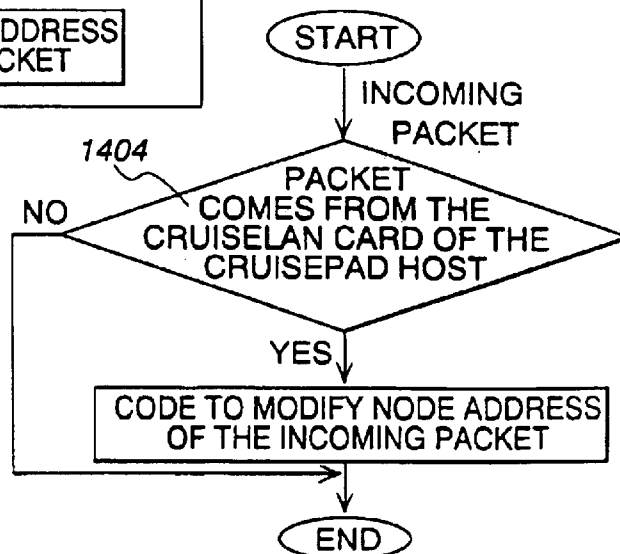 ADDRESS
CKET
START
INCOMING
PACKET
1404
PACKET
COMES FROM THE
CRUISELAN CARD OF THE
CRUISEPAD HOST
NO
YES
CODE TO MODIFY NODE ADDRESS
OF THE INCOMING PACKET
END